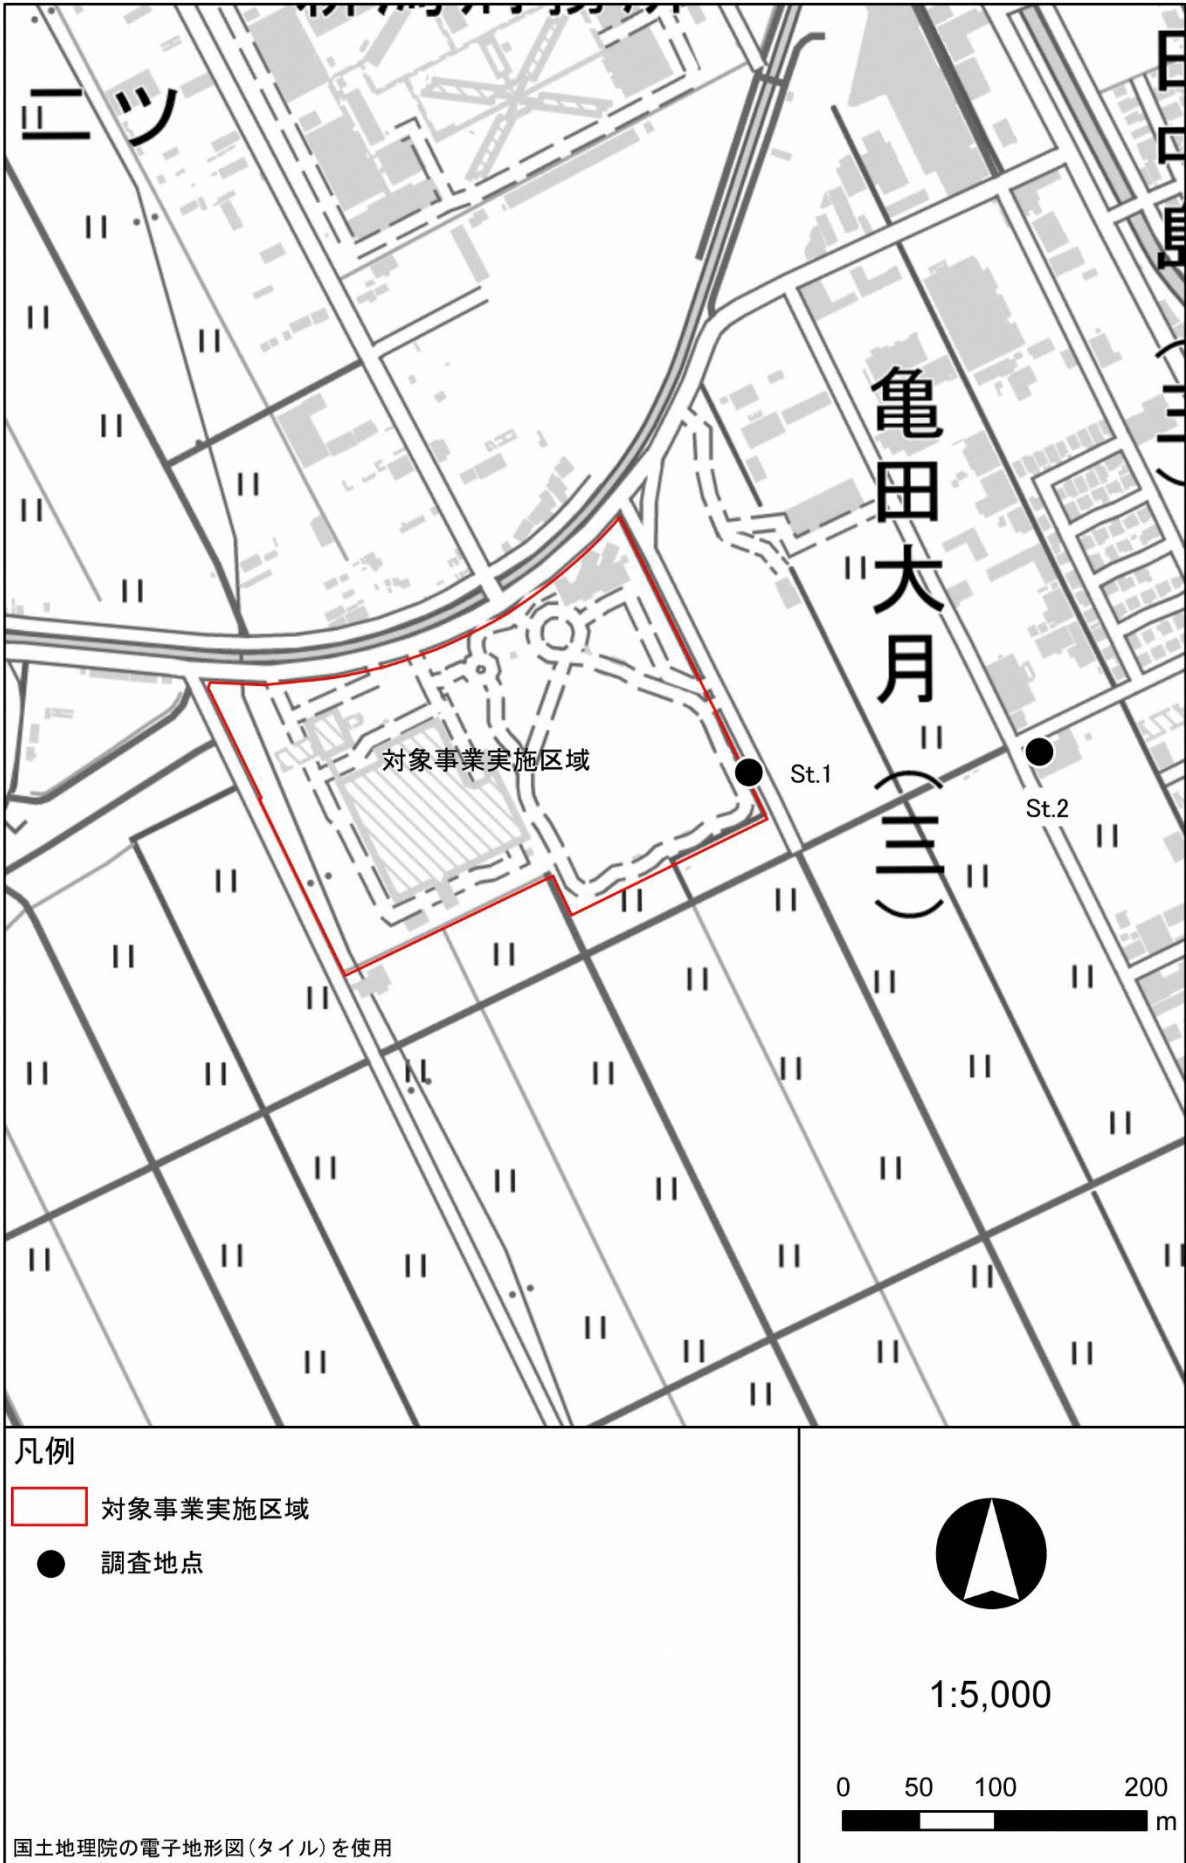 二ツ
亀田大月(三)
対象事業実施区域
St.1
St.2
凡例
対象事業実施区域
調査地点
1:5,000
0 50 100 200 m
国土地理院の電子地形図(タイル)を使用